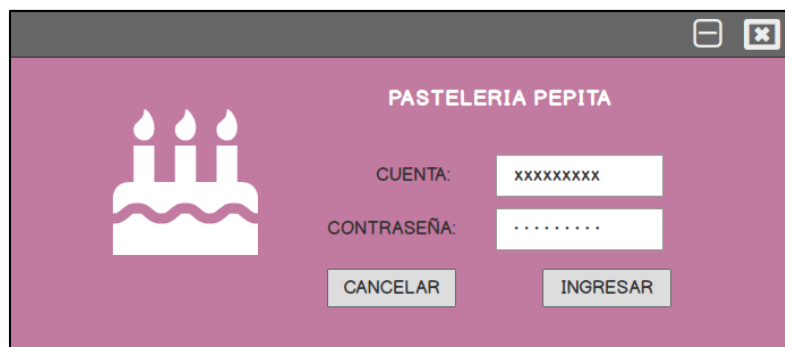 PASTELERIA PEPITA
CUENTA: xxxxxxxxx
CONTRASEÑA: ·········
CANCELAR INGRESAR